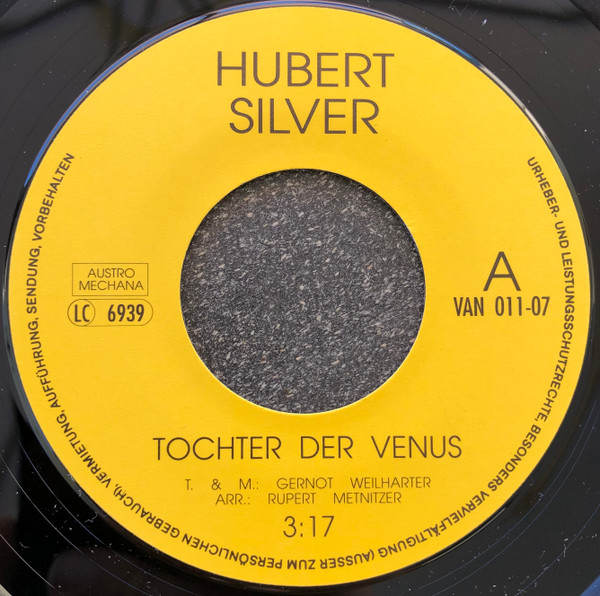 HUBERT
SILVER
AUSTRO
MECHANA
LC 6939
A
VAN 011-07
TOCHTER DER VENUS
T. & M.: GERNOT WEILHARTER
ARR.: RUPERT METNITZER
3:17
URHEBER- UND LEISTUNGSSCHUTZRECHTE, BESONDERS VERVIELFÄLTIGUNG (AUSSER ZUM PERSÖNLICHEN GEBRAUCH), VERMIETUNG, AUFFÜHRUNG, SENDUNG, VORBEHALTEN